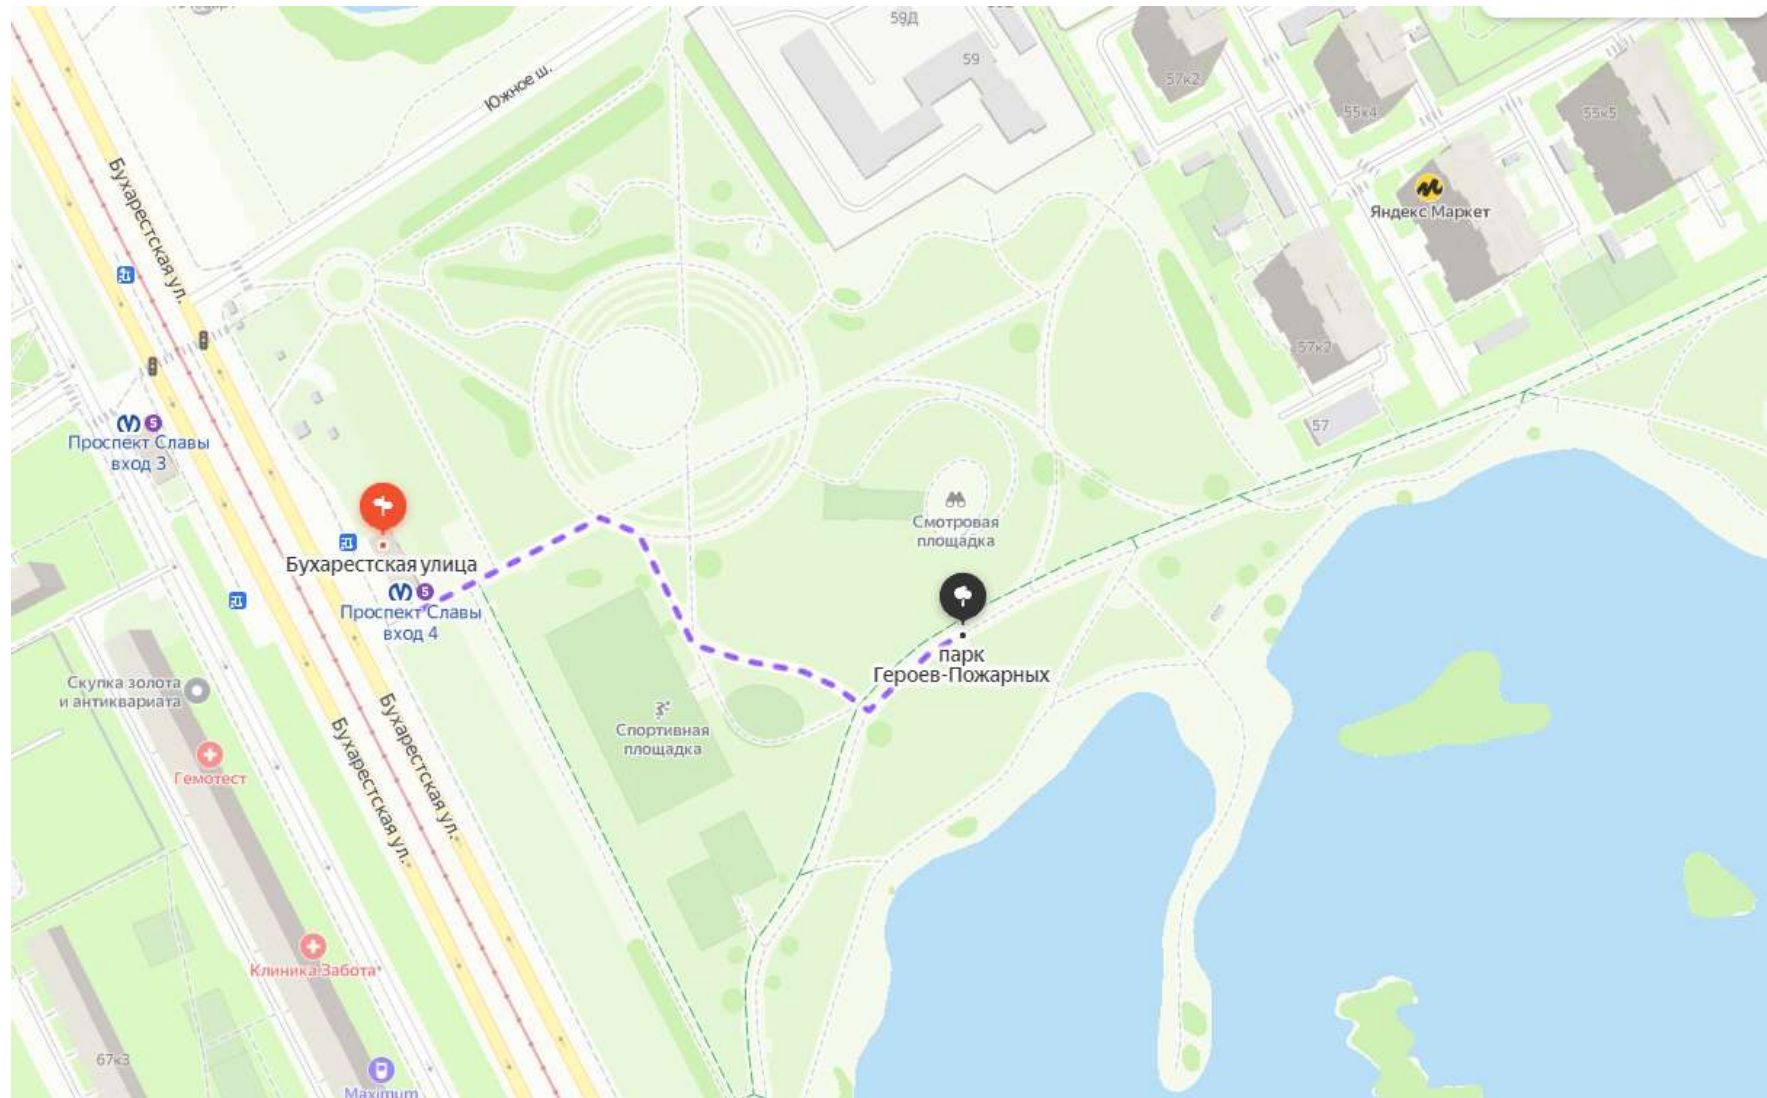 59Д
59
Южное ш.
57к2
55к4
55к5
Яндекс Маркет
Бухарестская ул.
57к2
57
5
Проспект Славы
вход 3
Бухарестская улица
5
Проспект Славы
вход 4
Смотровая
площадка
парк
Героев-Пожарных
Скупка золота
и антиквариата
Спортивная
площадка
Бухарестская ул.
Бухарестская ул.
Гемотест
Клиника Забота
67к3
Maximum